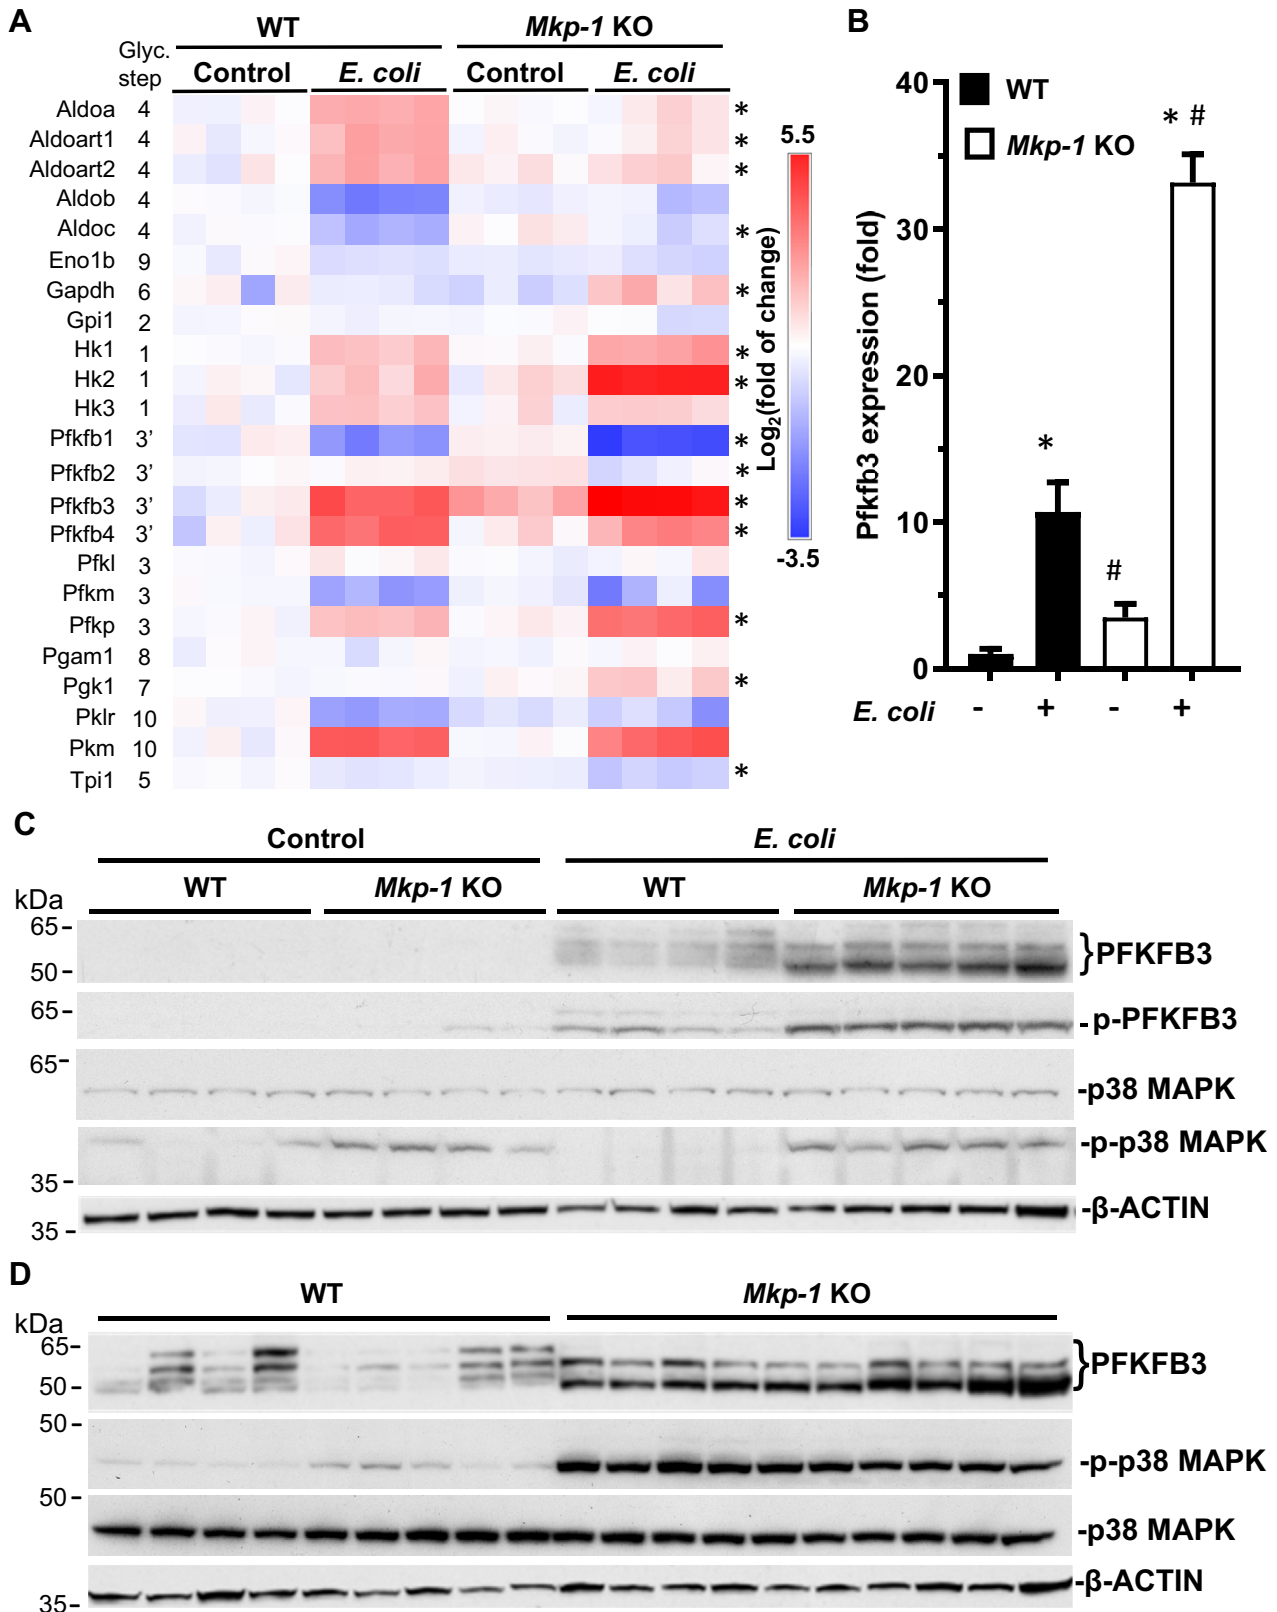 A
WT
Mkp-1 KO
Glyc. step
Control
E. coli
Control
E. coli
Aldoa 4 *
Aldoart1 4 *
Aldoart2 4 *
Aldob 4
Aldoc 4 *
Eno1b 9
Gapdh 6 *
Gpi1 2
Hk1 1 *
Hk2 1 *
Hk3 1
Pfkfb1 3’ *
Pfkfb2 3’ *
Pfkfb3 3’ *
Pfkfb4 3’ *
Pfkl 3
Pfkm 3
Pfkp 3 *
Pgam1 8
Pgk1 7 *
Pklr 10
Pkm 10
Tpi1 5 *
5.5
Log2(fold of change)
-3.5
B
WT
Mkp-1 KO
Pfkfb3 expression (fold)
40
30
20
10
0
*
#
* #
E. coli - + - +
C
Control
E. coli
kDa
WT
Mkp-1 KO
WT
Mkp-1 KO
65-
50-
}PFKFB3
65-
-p-PFKFB3
65-
-p38 MAPK
-p-p38 MAPK
35-
-β-ACTIN
35-
D
WT
Mkp-1 KO
kDa
65-
50-
}PFKFB3
50-
-p-p38 MAPK
50-
-p38 MAPK
-β-ACTIN
35-